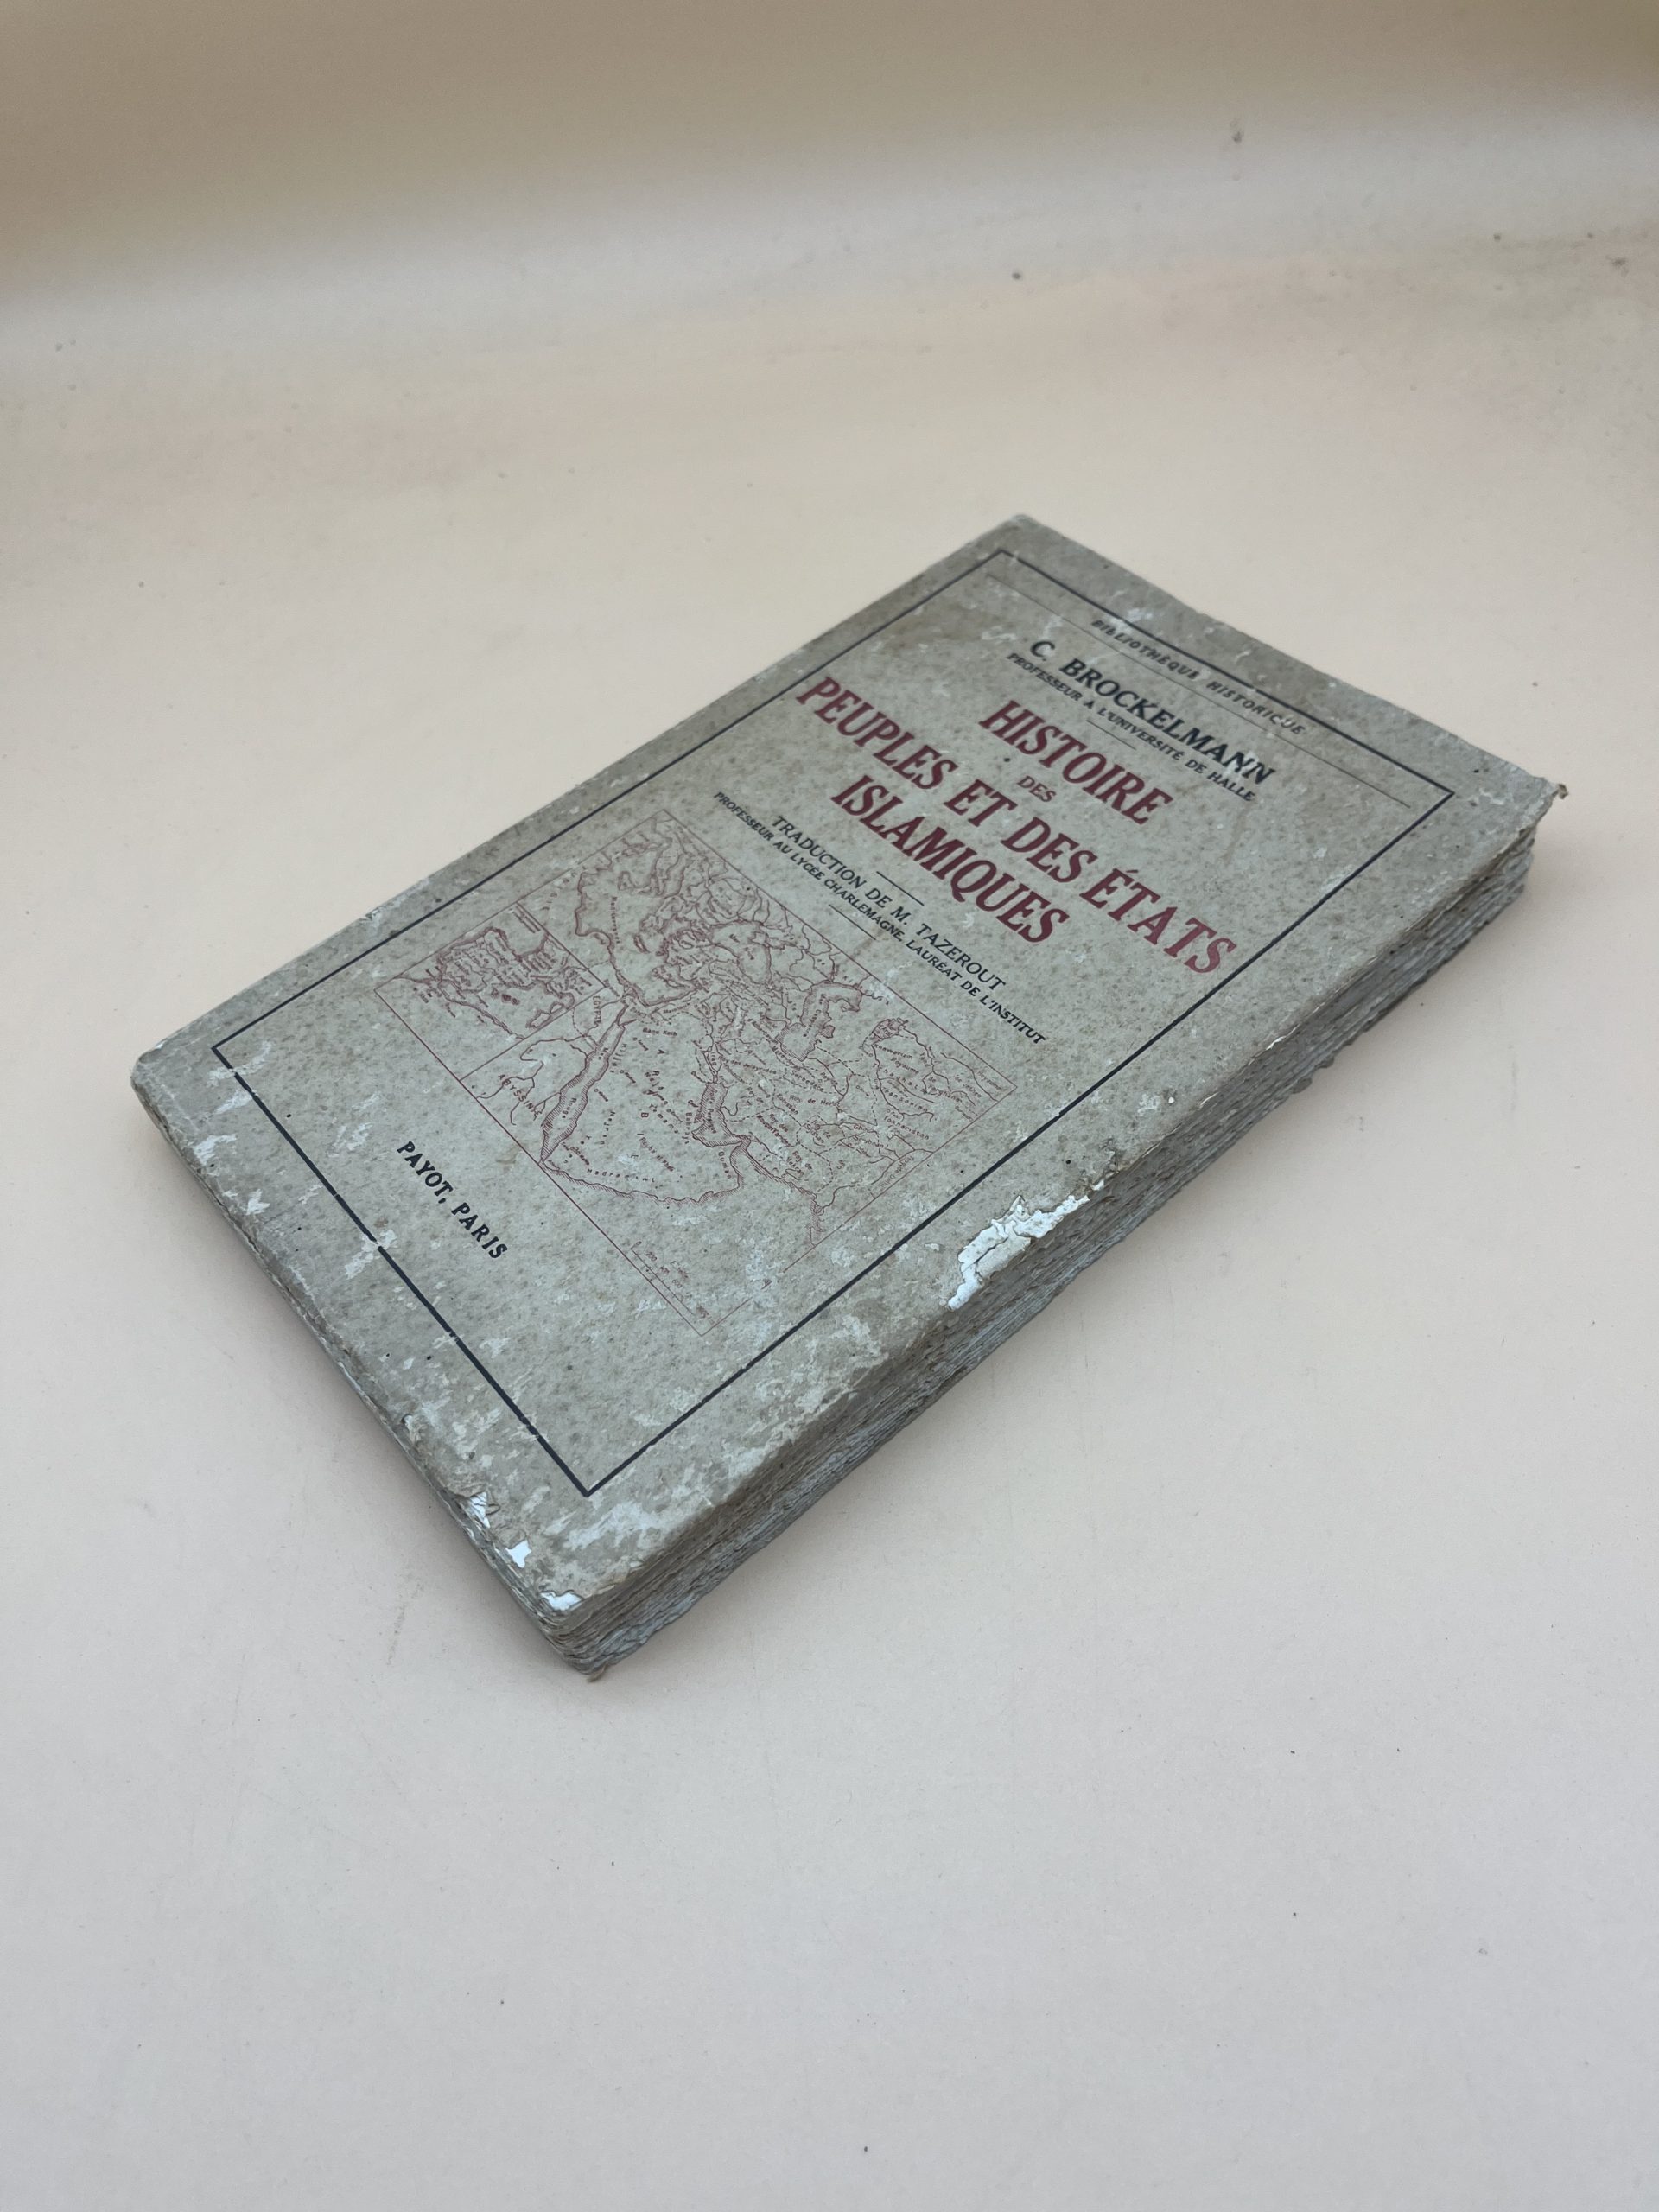 BIBLIOTHÈQUE HISTORIQUE
C. BROCKELMANN
PROFESSEUR A L'UNIVERSITÉ DE HALLE
HISTOIRE
DES
PEUPLES ET DES ÉTATS
ISLAMIQUES
TRADUCTION DE M. TAZEROUT
PROFESSEUR AU LYCÉE CHARLEMAGNE, LAURÉAT DE L'INSTITUT
ABYSSINIE
PAYOT, PARIS